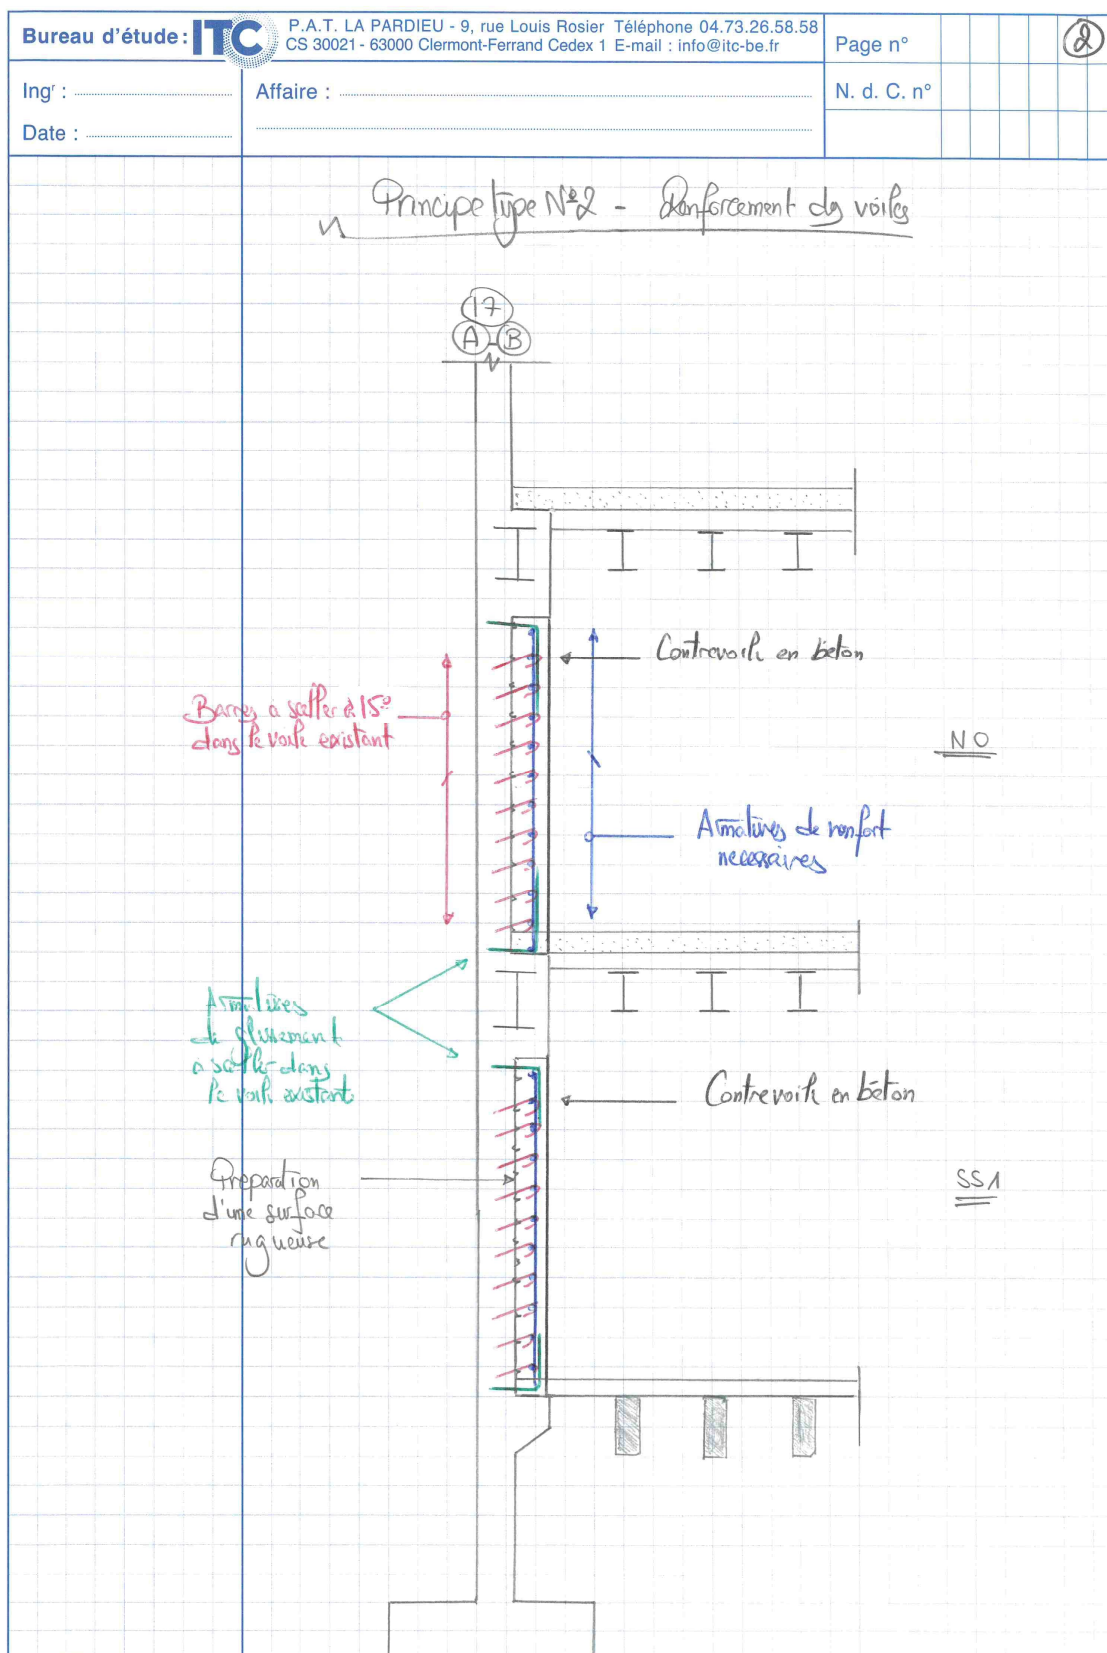 Bureau d'étude: ITC
P.A.T. LA PARDIEU - 9, rue Louis Rosier Téléphone 04.73.26.58.58
CS 30021 - 63000 Clermont-Ferrand Cedex 1 E-mail : info@itc-be.fr
Page n°
2
Ingʳ :
Affaire :
N. d. C. n°
Date :
Principe type N°2 - Renforcement des voiles
17
A-B
Contrevoile en béton
Barres a sceller à 15°
dans le voile existant
N0
Armatures de renfort
necessaires
Armatures
de glissement
a sceller dans
le voile existant
Contrevoile en béton
Préparation
d'une surface
rugueuse
SS1